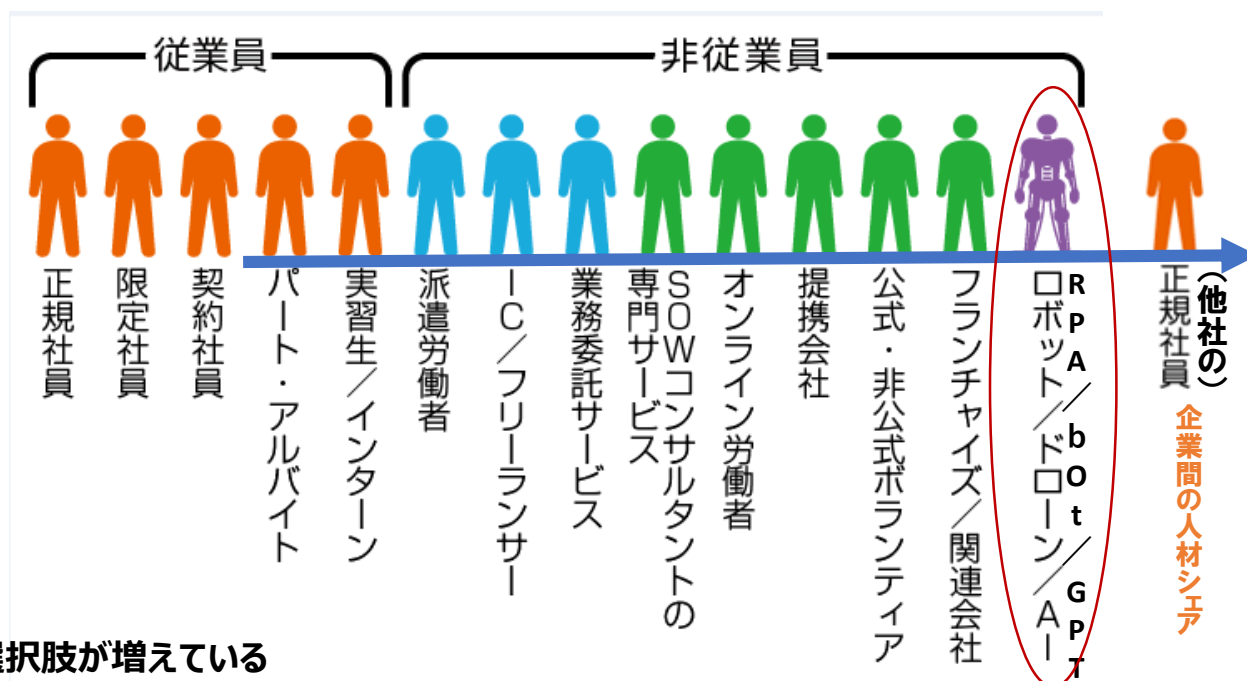 従業員
非従業員
正規社員
限定社員
契約社員
パート・アルバイト
実習生／インターン
派遣労働者
IC／フリーランサー
業務委託サービス
SOWコンサルタントの
専門サービス
オンライン労働者
提携会社
公式・非公式ボランティア
フランチャイズ／関連会社
RPA／bOt／GPT
ロボット／ドローン／AI
(他社の)
正規社員
企業間の人材シェア
択肢が増えている